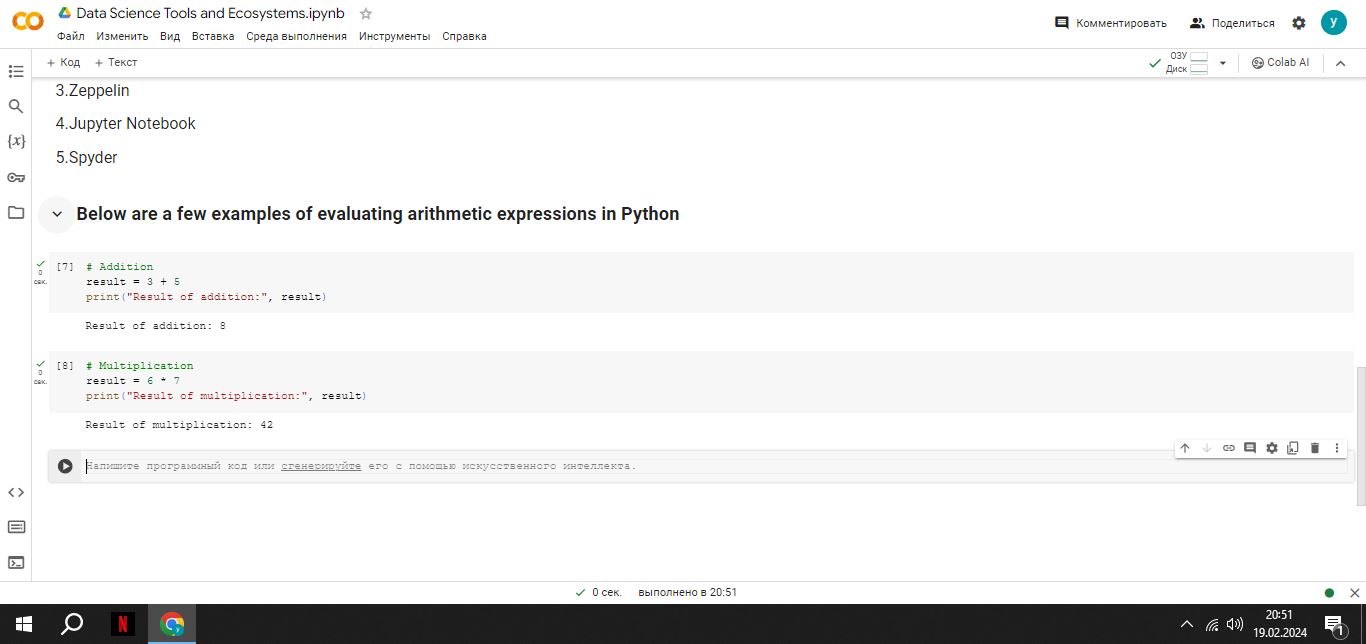 Data Science Tools and Ecosystems.ipynb
Комментировать
Поделиться
y
Файл Изменить Вид Вставка Среда выполнения Инструменты Справка
+ Код + Текст
ОЗУ
Диск
Colab AI
3.Zeppelin
4.Jupyter Notebook
5.Spyder
{x}
Below are a few examples of evaluating arithmetic expressions in Python
0
сек.
[7] # Addition
result = 3 + 5
print("Result of addition:", result)
Result of addition: 8
0
сек.
[8] # Multiplication
result = 6 * 7
print("Result of multiplication:", result)
Result of multiplication: 42
Напишите программный код или сгенерируйте его с помощью искусственного интеллекта.
0 сек. выполнено в 20:51
N
20:51
19.02.2024
1